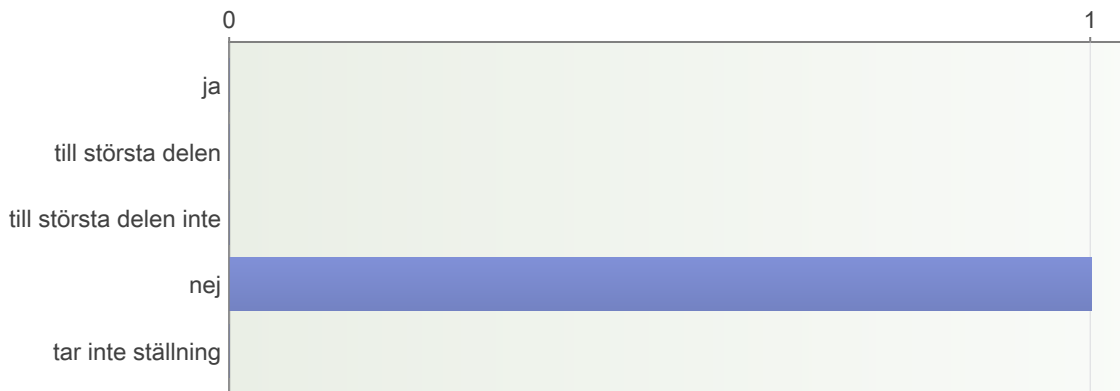 0 1
ja
till största delen
till största delen inte
nej
tar inte ställning